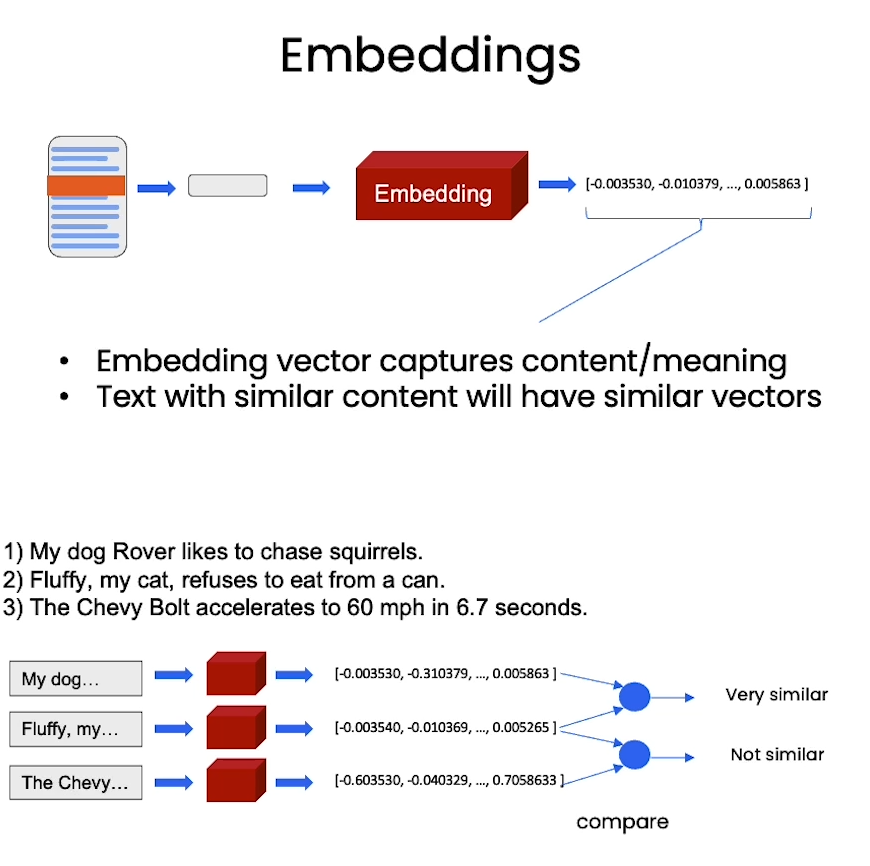 Embeddings
Embedding
[-0.003530, -0.010379, ..., 0.005863 ]
• Embedding vector captures content/meaning
• Text with similar content will have similar vectors
1) My dog Rover likes to chase squirrels.
2) Fluffy, my cat, refuses to eat from a can.
3) The Chevy Bolt accelerates to 60 mph in 6.7 seconds.
My dog...
[-0.003530, -0.310379, ..., 0.005863 ]
Very similar
Fluffy, my...
[-0.003540, -0.010369, ..., 0.005265 ]
Not similar
The Chevy...
[-0.603530, -0.040329, ..., 0.7058633 ]
compare